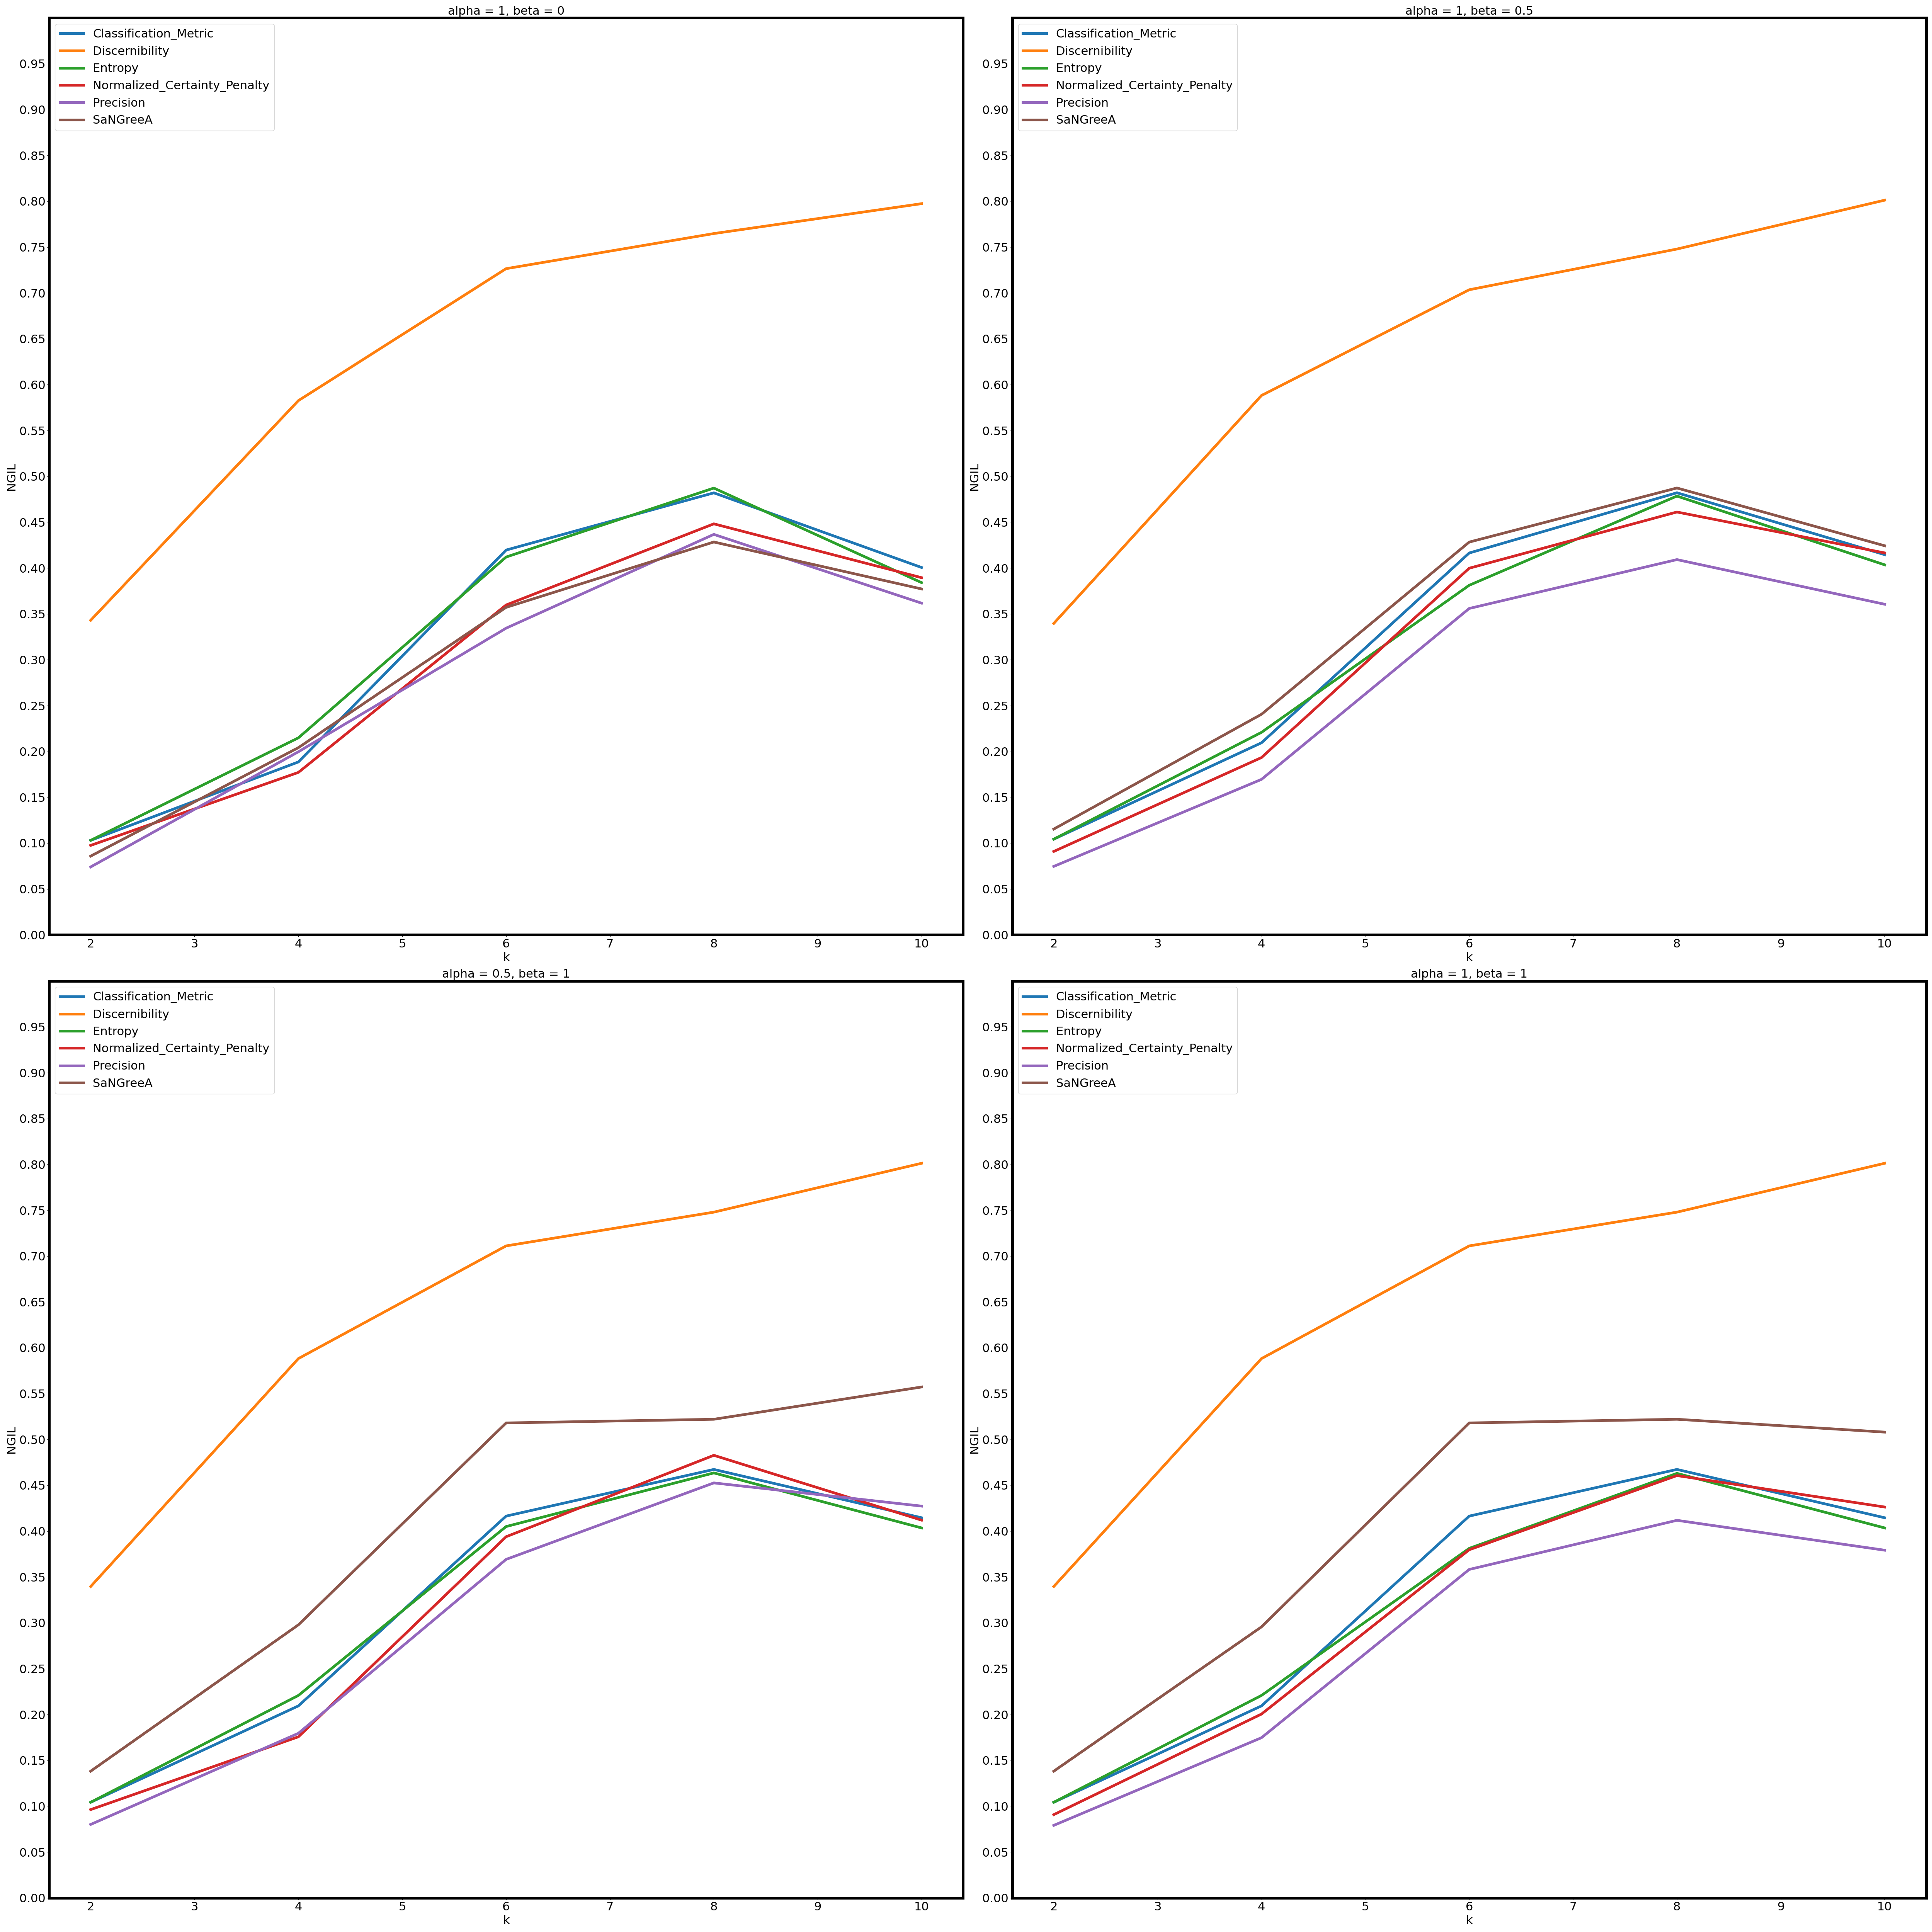 alpha = 1, beta = 0
Classification_Metric
Discernibility
Entropy
Normalized_Certainty_Penalty
Precision
SaNGreeA
0.95
0.90
0.85
0.80
0.75
0.70
0.65
0.60
0.55
0.50
0.45
0.40
0.35
0.30
0.25
0.20
0.15
0.10
0.05
0.00
NGIL
2 3 4 5 6 7 8 9 10
k
alpha = 1, beta = 0.5
Classification_Metric
Discernibility
Entropy
Normalized_Certainty_Penalty
Precision
SaNGreeA
0.95
0.90
0.85
0.80
0.75
0.70
0.65
0.60
0.55
0.50
0.45
0.40
0.35
0.30
0.25
0.20
0.15
0.10
0.05
0.00
NGIL
2 3 4 5 6 7 8 9 10
k
alpha = 0.5, beta = 1
Classification_Metric
Discernibility
Entropy
Normalized_Certainty_Penalty
Precision
SaNGreeA
0.95
0.90
0.85
0.80
0.75
0.70
0.65
0.60
0.55
0.50
0.45
0.40
0.35
0.30
0.25
0.20
0.15
0.10
0.05
0.00
NGIL
2 3 4 5 6 7 8 9 10
k
alpha = 1, beta = 1
Classification_Metric
Discernibility
Entropy
Normalized_Certainty_Penalty
Precision
SaNGreeA
0.95
0.90
0.85
0.80
0.75
0.70
0.65
0.60
0.55
0.50
0.45
0.40
0.35
0.30
0.25
0.20
0.15
0.10
0.05
0.00
NGIL
2 3 4 5 6 7 8 9 10
k